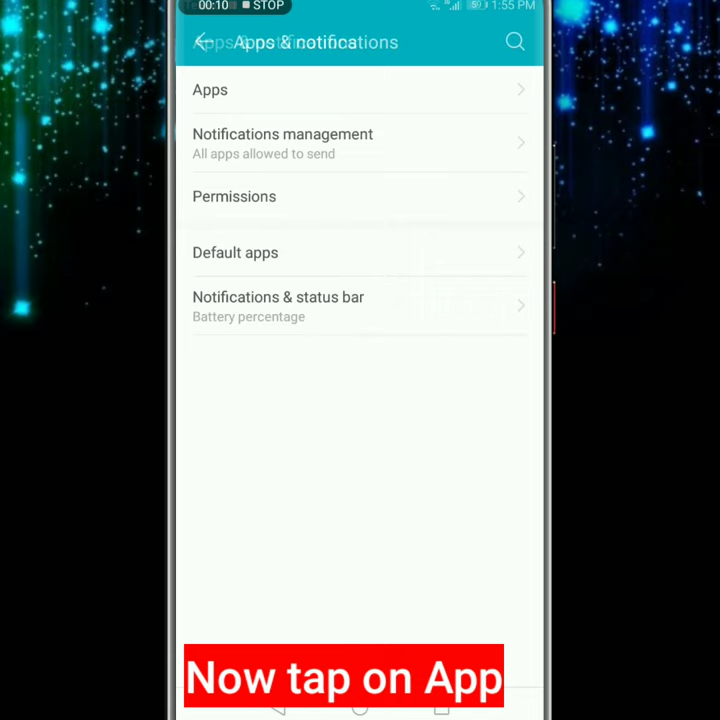 00:10 STOP 59 1:55 PM
Apps & notifications
Apps
Notifications management
All apps allowed to send
Permissions
Default apps
Notifications & status bar
Battery percentage
Now tap on App